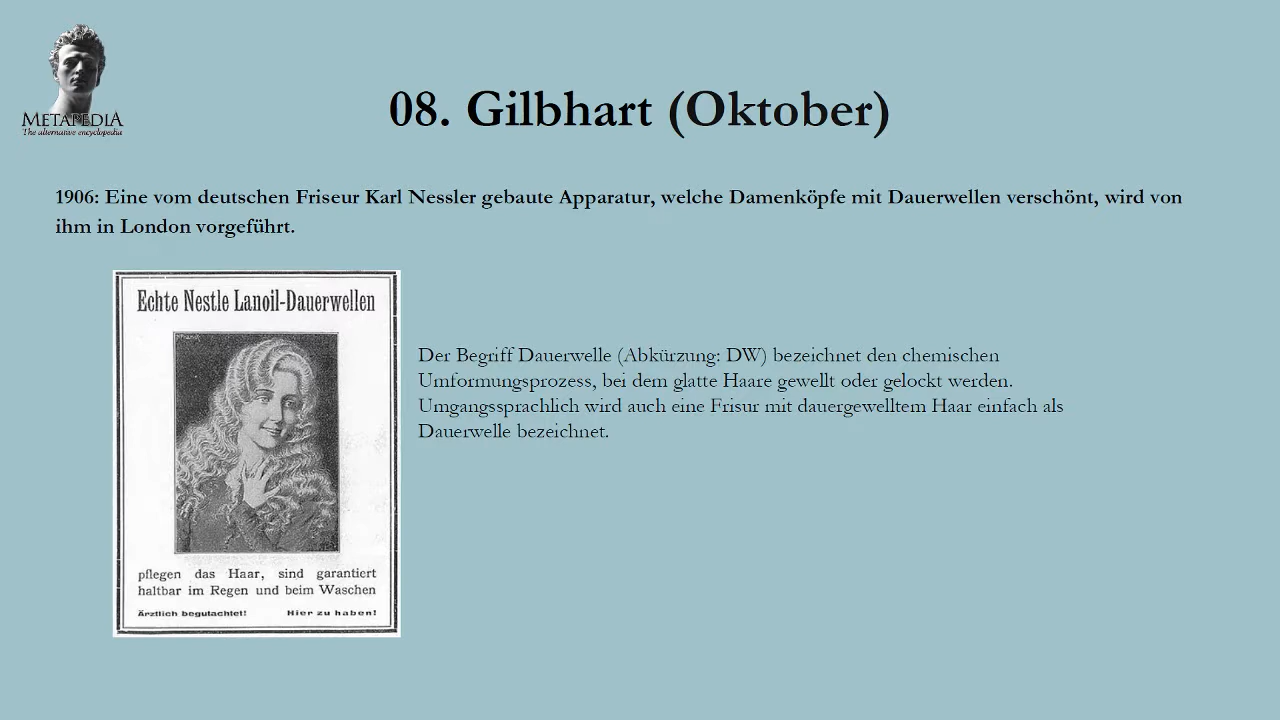 METAPEDIA
The alternative encyclopedia
08. Gilbhart (Oktober)
1906: Eine vom deutschen Friseur Karl Nessler gebaute Apparatur, welche Damenköpfe mit Dauerwellen verschönt, wird von
ihm in London vorgeführt.
Echte Nestle Lanoil-Dauerwellen
pflegen das Haar, sind garantiert
haltbar im Regen und beim Waschen
Ärztlich begutachtet! Hier zu haben!
Der Begriff Dauerwelle (Abkürzung: DW) bezeichnet den chemischen
Umformungsprozess, bei dem glatte Haare gewellt oder gelockt werden.
Umgangssprachlich wird auch eine Frisur mit dauergewelltem Haar einfach als
Dauerwelle bezeichnet.